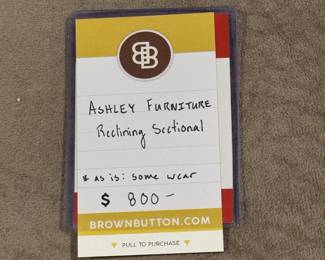 BB
ASHLEY FURNITURE
Reclining Sectional
* as is: some wear
$ 800-
BROWNBUTTON.COM
PULL TO PURCHASE